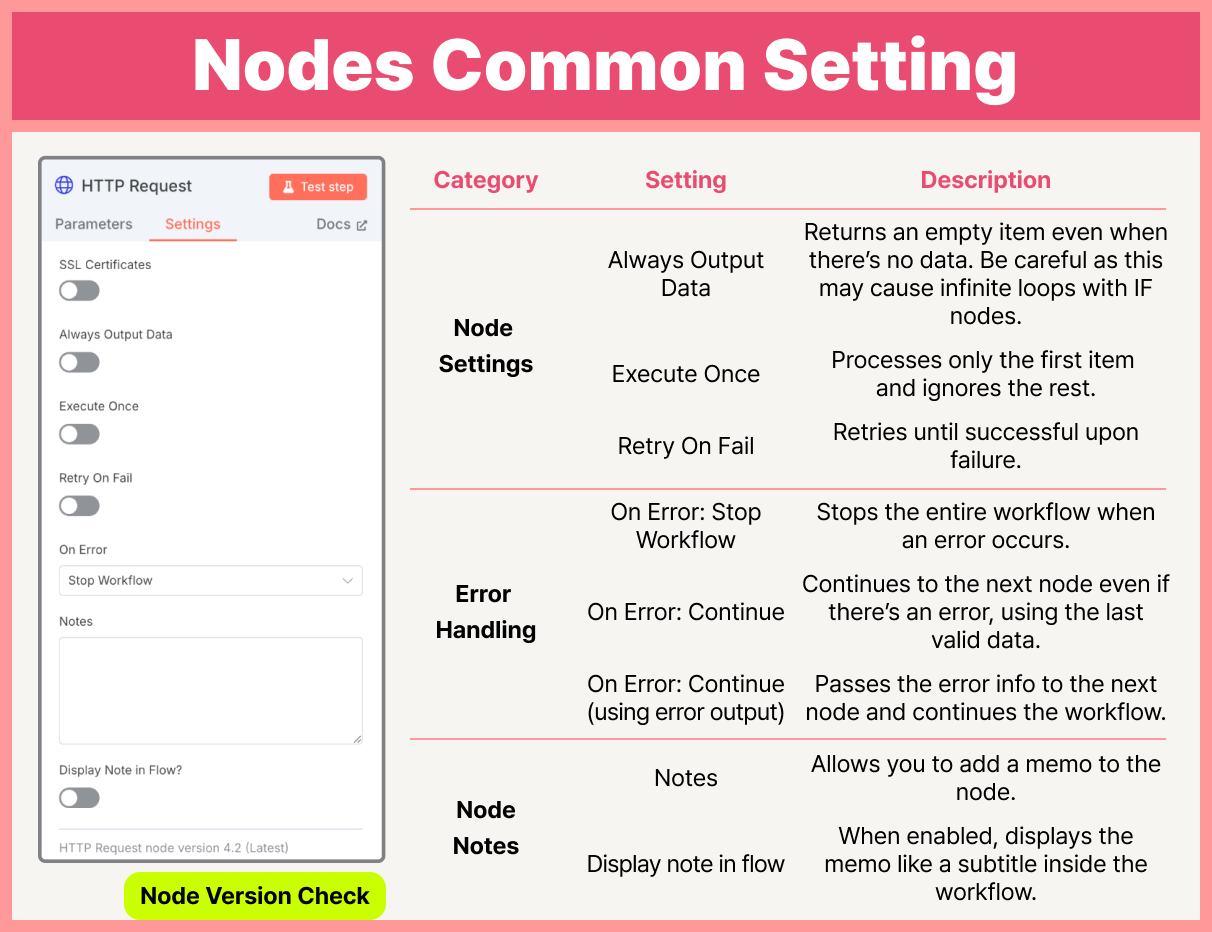 Nodes Common Setting
HTTP Request
Test step
Parameters
Settings
Docs
SSL Certificates
Always Output Data
Execute Once
Retry On Fail
On Error
Stop Workflow
Notes
Display Note in Flow?
HTTP Request node version 4.2 (Latest)
Node Version Check
Category
Setting
Description
Node
Settings
Always Output
Data
Returns an empty item even when
there’s no data. Be careful as this
may cause infinite loops with IF
nodes.
Execute Once
Processes only the first item
and ignores the rest.
Retry On Fail
Retries until successful upon
failure.
Error
Handling
On Error: Stop
Workflow
Stops the entire workflow when
an error occurs.
On Error: Continue
Continues to the next node even if
there’s an error, using the last
valid data.
On Error: Continue
(using error output)
Passes the error info to the next
node and continues the workflow.
Node
Notes
Notes
Allows you to add a memo to the
node.
Display note in flow
When enabled, displays the
memo like a subtitle inside the
workflow.